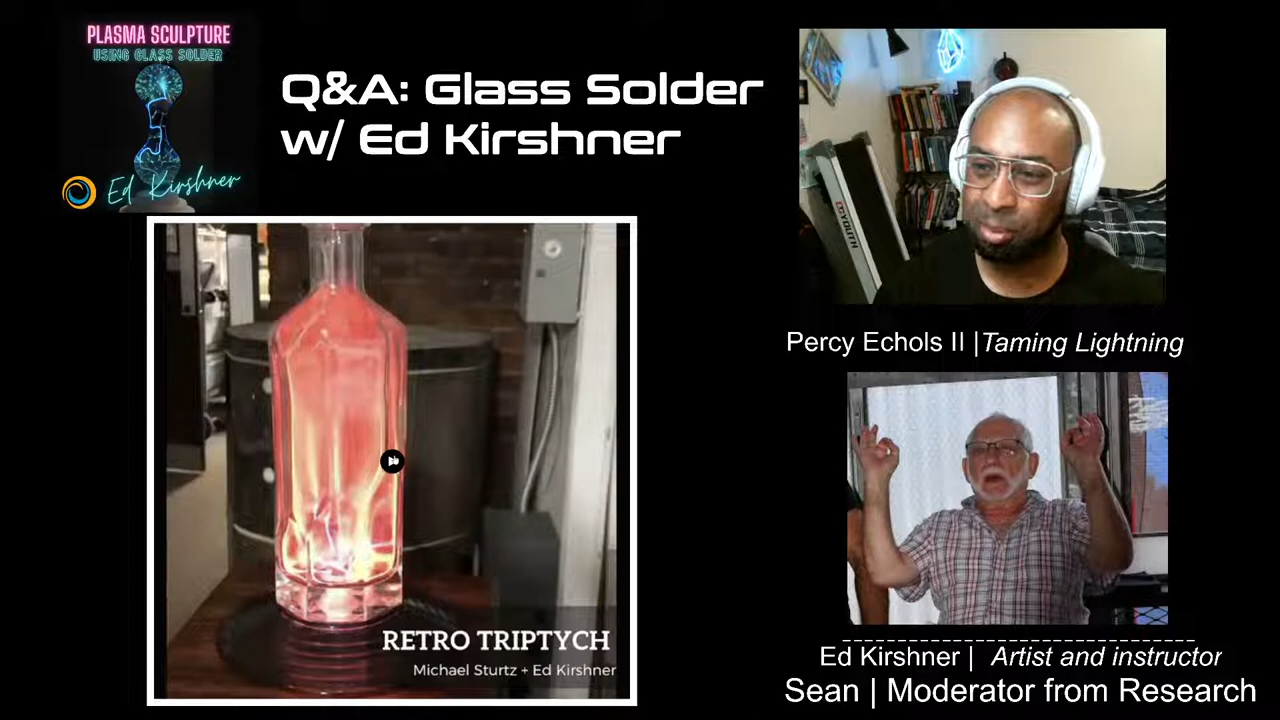 PLASMA SCULPTURE
USING GLASS SOLDER
Ed Kirshner
Q&A: Glass Solder
w/ Ed Kirshner
RETRO TRIPTYCH
Michael Sturtz + Ed Kirshner
Percy Echols II |Taming Lightning
Ed Kirshner | Artist and instructor
Sean | Moderator from Research